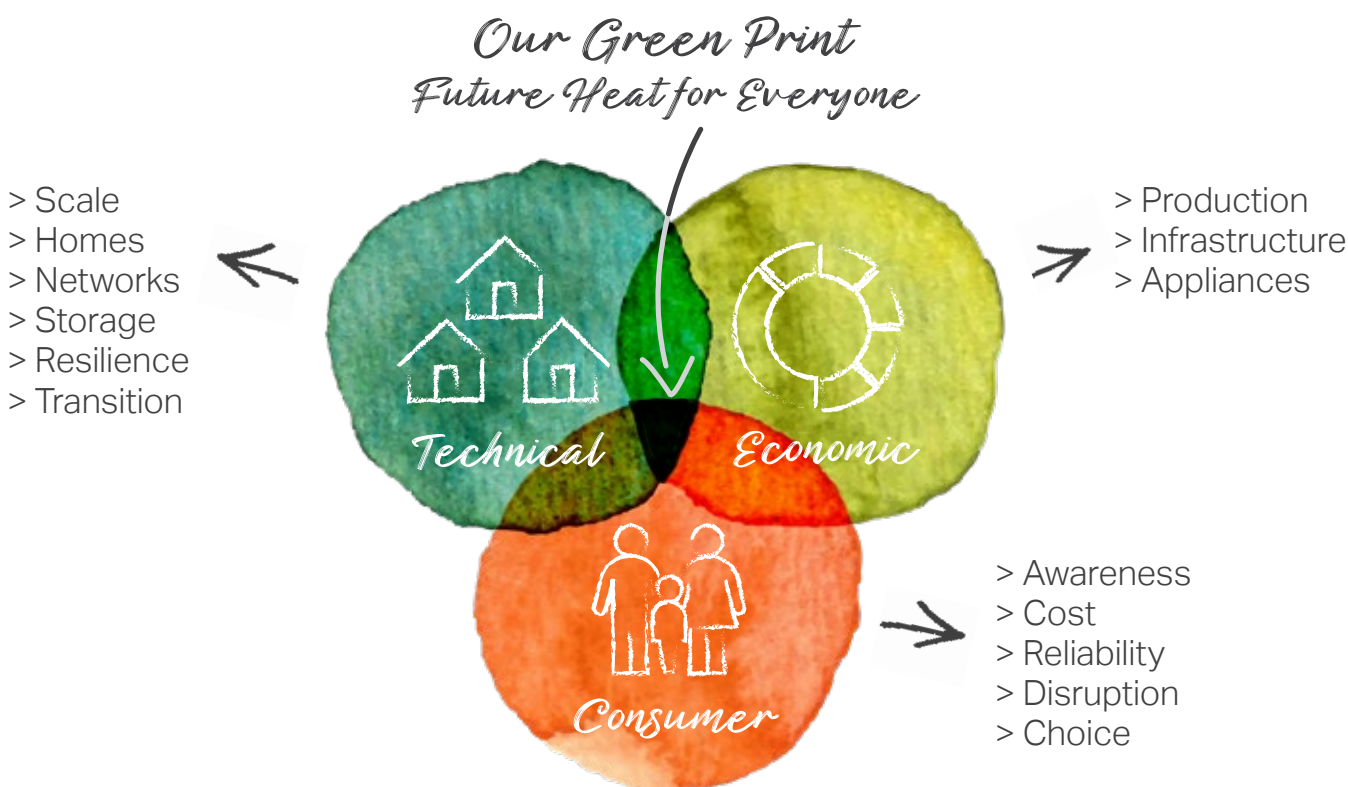 Our Green Print
Future Heat for Everyone
> Scale
> Homes
> Networks
> Storage
> Resilience
> Transition
> Production
> Infrastructure
> Appliances
Technical
Economic
> Awareness
> Cost
> Reliability
> Disruption
> Choice
Consumer